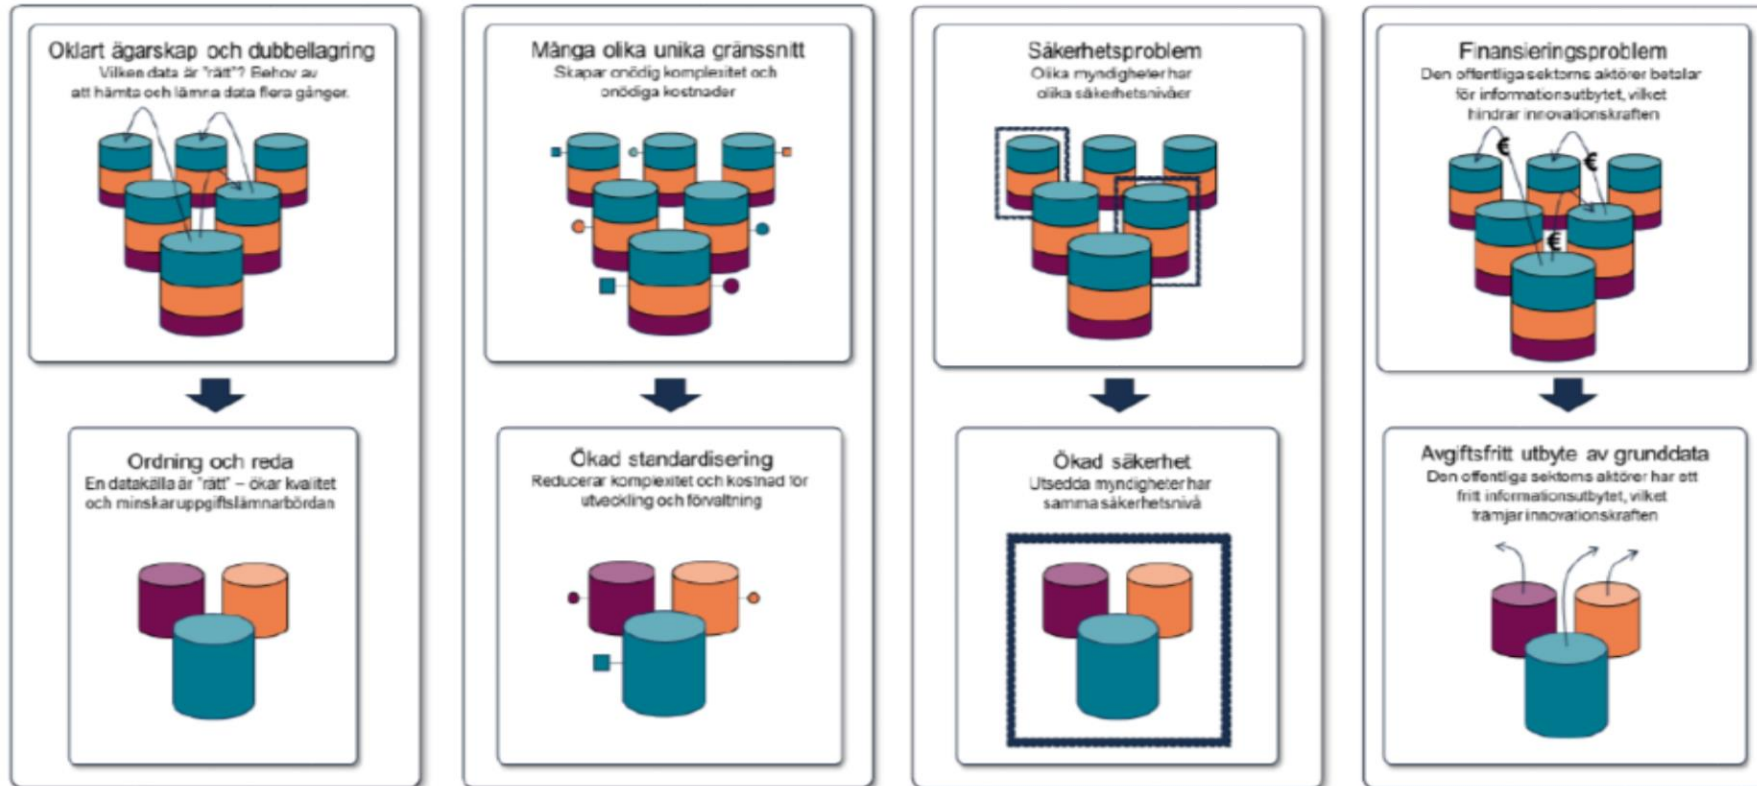 Oklart ägarskap och dubbellagring
Vilken data är "rätt"? Behov av
att hämta och lämna data flera gånger.
Ordning och reda
En datakälla är "rätt" – ökar kvalitet
och minskar uppgiftslämnarbördan
Många olika unika gränssnitt
Skapar onödig komplexitet och
onödiga kostnader
Ökad standardisering
Reducerar komplexitet och kostnad för
utveckling och förvaltning
Säkerhetsproblem
Olika myndigheter har
olika säkerhetsnivåer
Ökad säkerhet
Utsedda myndigheter har
samma säkerhetsnivå
Finansieringsproblem
Den offentliga sektorns aktörer betalar
för informationsutbytet, vilket
hindrar innovationskraften
€
€
€
Avgiftsfritt utbyte av grunddata
Den offentliga sektorns aktörer har ett
fritt informationsutbytet, vilket
främjar innovationskraften